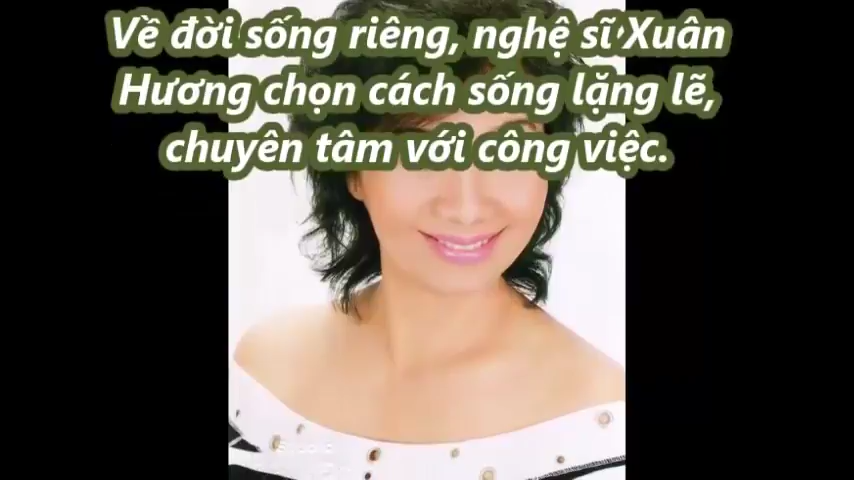 Về đời sống riêng, nghệ sĩ Xuân
Hương chọn cách sống lặng lẽ,
chuyên tâm với công việc.